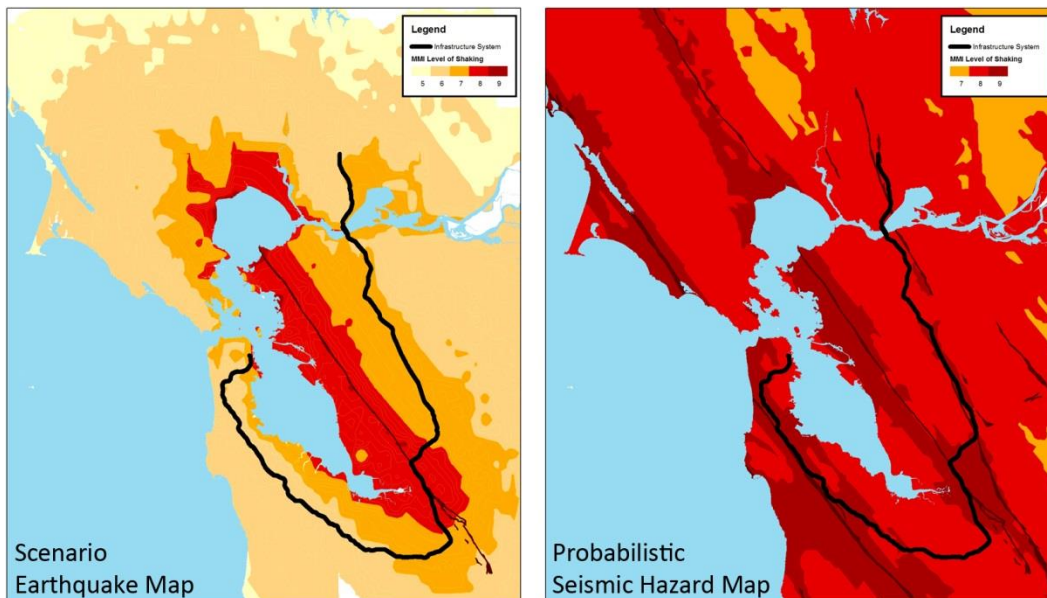 Legend
Infrastructure System
MMI Level of Shaking
5 6 7 8 9
Scenario
Earthquake Map
Legend
Infrastructure System
MMI Level of Shaking
7 8 9
Probabilistic
Seismic Hazard Map